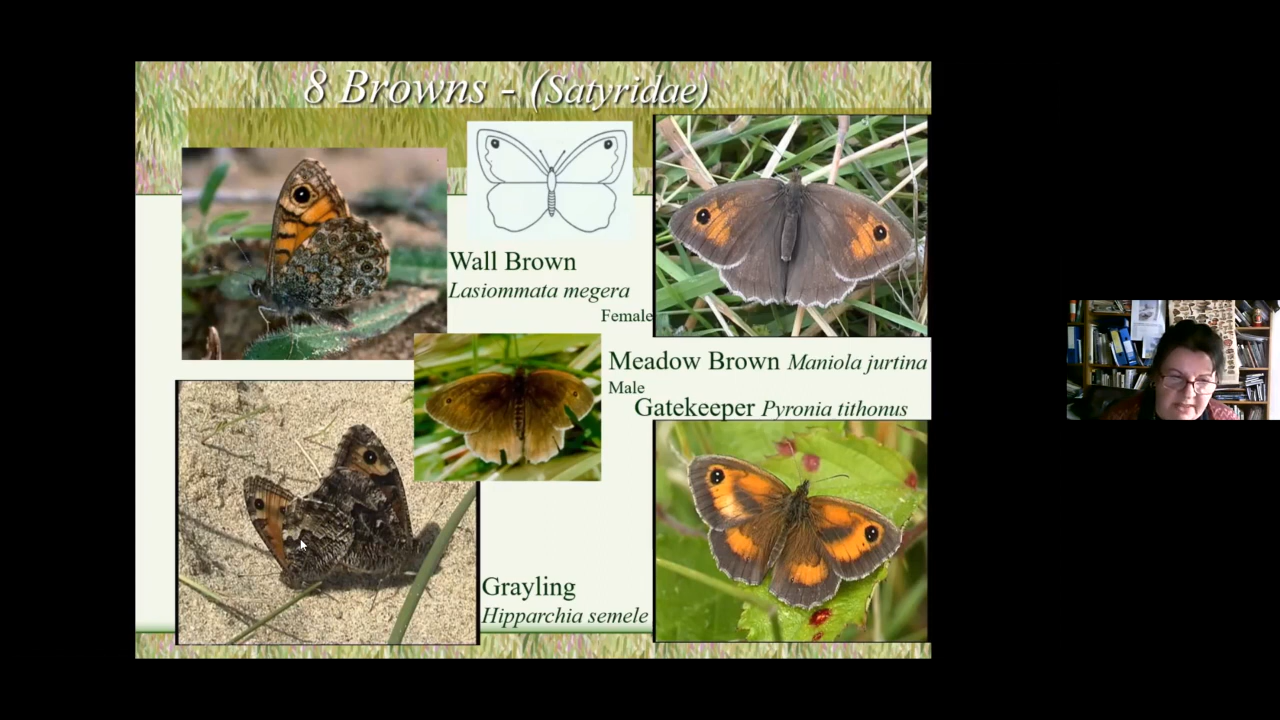 8 Browns - (Satyridae)
Wall Brown
Lasiommata megera
Female
Meadow Brown Maniola jurtina
Male
Gatekeeper Pyronia tithonus
Grayling
Hipparchia semele